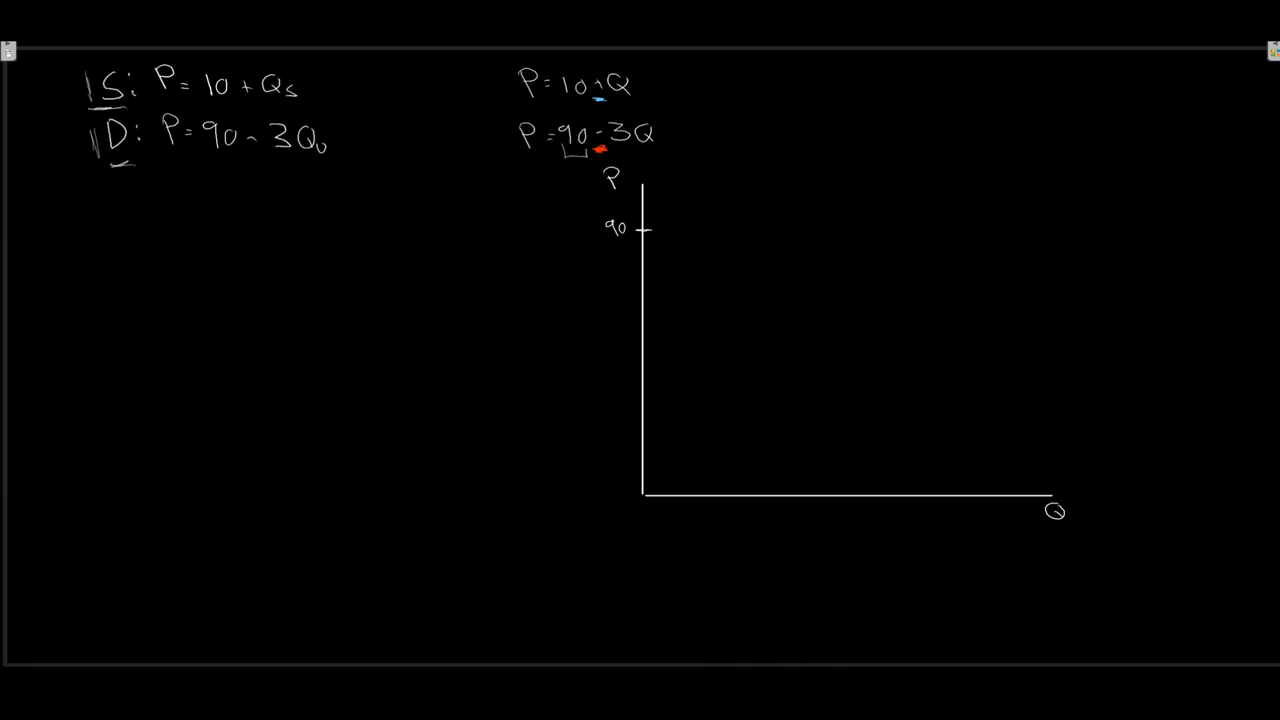 S: P = 10 + Qs
D: P = 90 - 3QD
P = 10 + Q
P = 90 - 3Q
P
90
Q